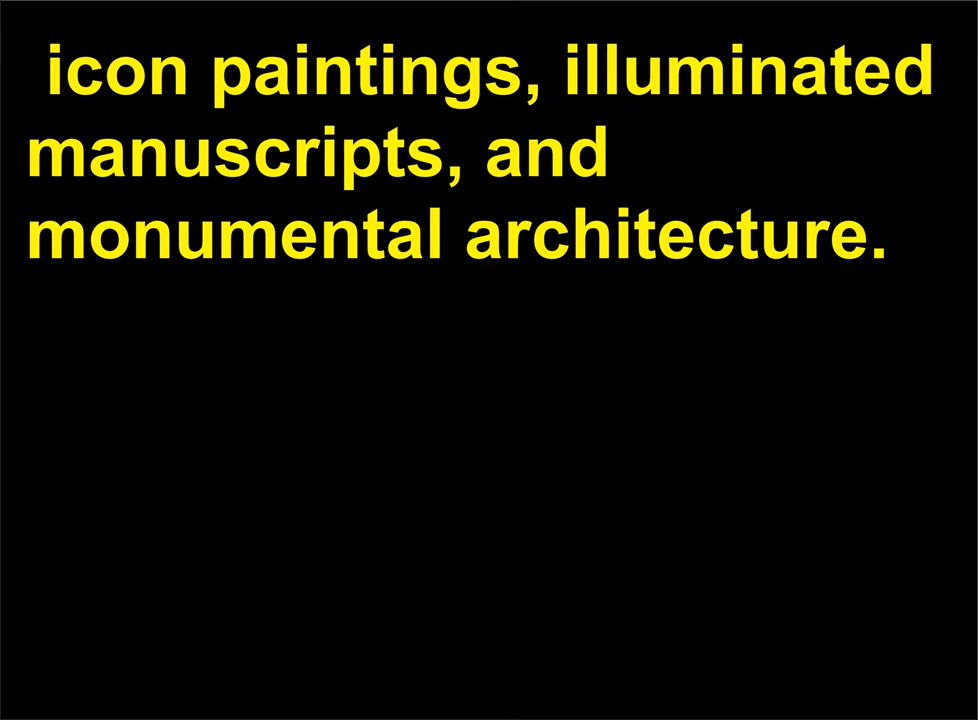 icon paintings, illuminated
manuscripts, and
monumental architecture.